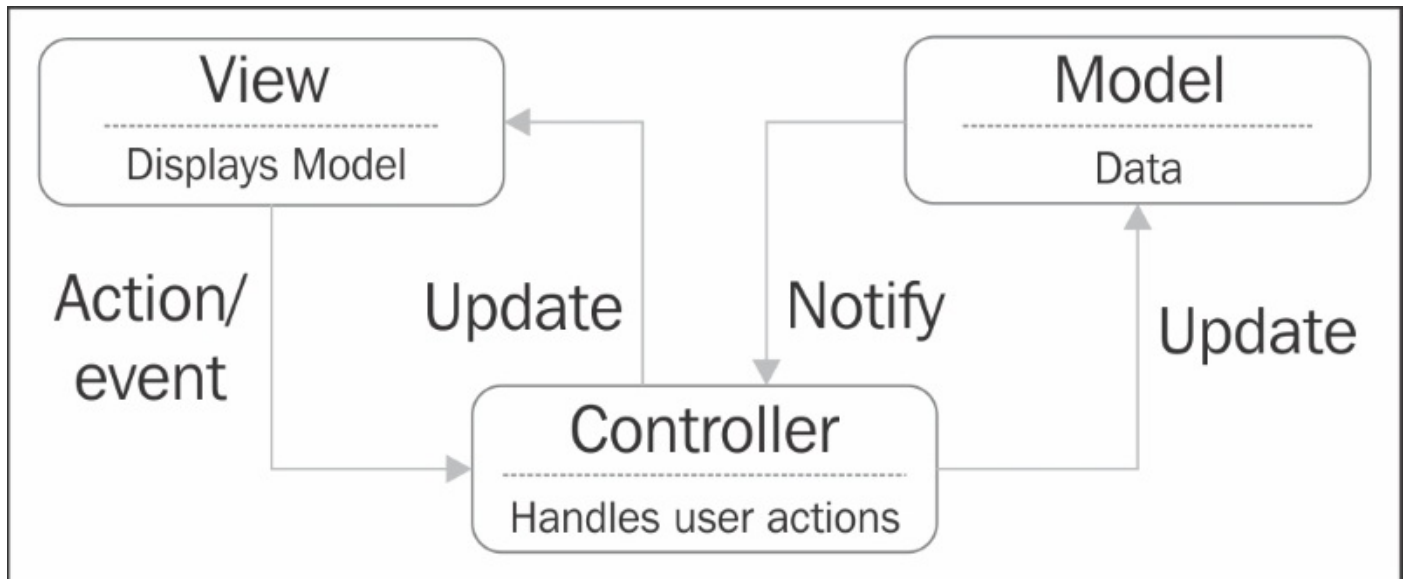 View
Displays Model
Model
Data
Action/
event
Update
Notify
Update
Controller
Handles user actions